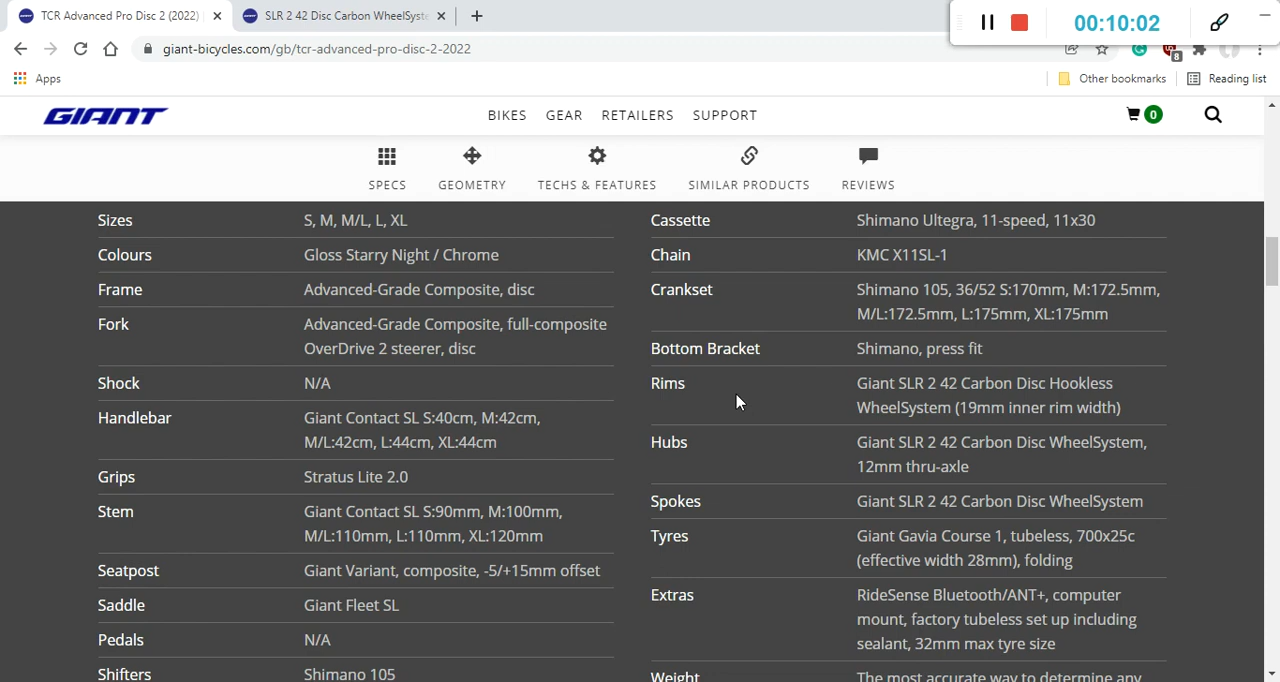 TCR Advanced Pro Disc 2 (2022)
SLR 2 42 Disc Carbon WheelSyst
00:10:02
giant-bicycles.com/gb/tcr-advanced-pro-disc-2-2022
8
Apps
Other bookmarks
Reading list
GIANT
BIKES GEAR RETAILERS SUPPORT
0
SPECS GEOMETRY TECHS & FEATURES SIMILAR PRODUCTS REVIEWS
Sizes S, M, M/L, L, XL
Colours Gloss Starry Night / Chrome
Frame Advanced-Grade Composite, disc
Fork Advanced-Grade Composite, full-composite
OverDrive 2 steerer, disc
Shock N/A
Handlebar Giant Contact SL S:40cm, M:42cm,
M/L:42cm, L:44cm, XL:44cm
Grips Stratus Lite 2.0
Stem Giant Contact SL S:90mm, M:100mm,
M/L:110mm, L:110mm, XL:120mm
Seatpost Giant Variant, composite, -5/+15mm offset
Saddle Giant Fleet SL
Pedals N/A
Shifters Shimano 105
Cassette Shimano Ultegra, 11-speed, 11x30
Chain KMC X11SL-1
Crankset Shimano 105, 36/52 S:170mm, M:172.5mm,
M/L:172.5mm, L:175mm, XL:175mm
Bottom Bracket Shimano, press fit
Rims Giant SLR 2 42 Carbon Disc Hookless
WheelSystem (19mm inner rim width)
Hubs Giant SLR 2 42 Carbon Disc WheelSystem,
12mm thru-axle
Spokes Giant SLR 2 42 Carbon Disc WheelSystem
Tyres Giant Gavia Course 1, tubeless, 700x25c
(effective width 28mm), folding
Extras RideSense Bluetooth/ANT+, computer
mount, factory tubeless set up including
sealant, 32mm max tyre size
Weight The most accurate way to determine any